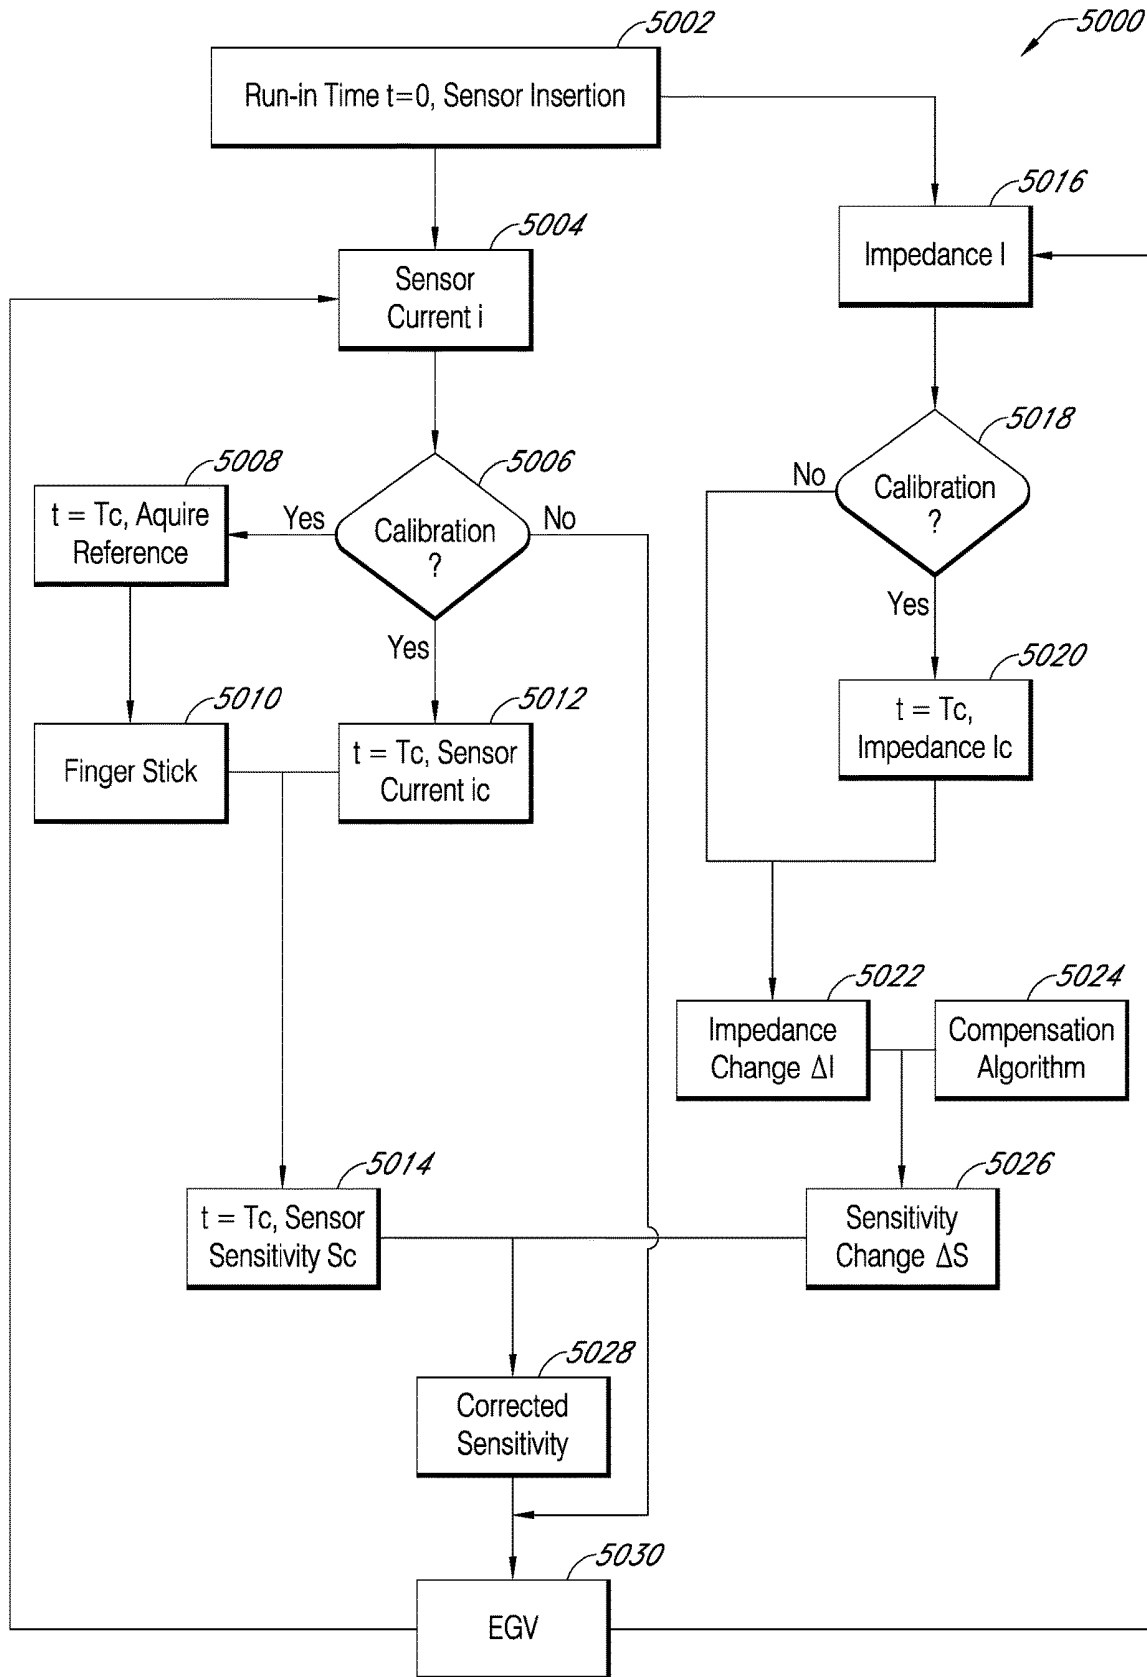 5002
5000
Run-in Time t=0, Sensor Insertion
5016
Impedance I
5004
Sensor
Current i
5018
Calibration
?
No
Yes
5008
t = Tc, Aquire
Reference
5006
Calibration
?
Yes
No
Yes
5020
t = Tc,
Impedance Ic
5010
Finger Stick
5012
t = Tc, Sensor
Current ic
5022
Impedance
Change ΔI
5024
Compensation
Algorithm
5014
t = Tc, Sensor
Sensitivity Sc
5026
Sensitivity
Change ΔS
5028
Corrected
Sensitivity
5030
EGV